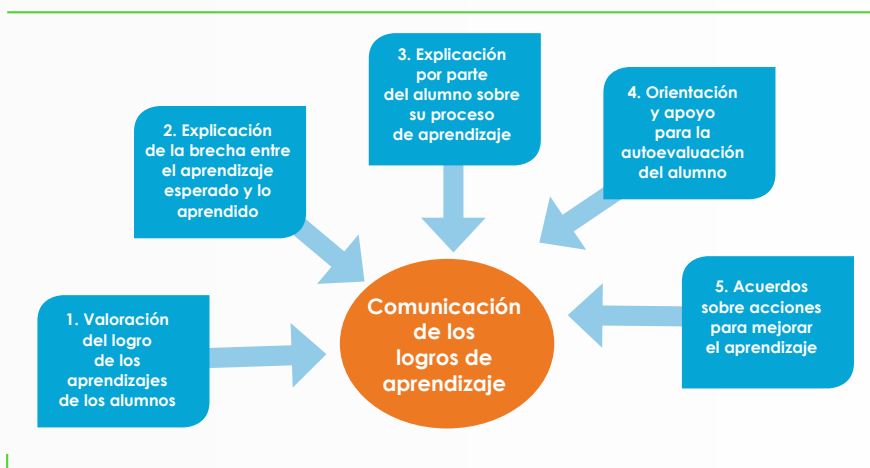 1. Valoración
del logro
de los
aprendizajes
de los alumnos
2. Explicación
de la brecha entre
el aprendizaje
esperado y lo
aprendido
3. Explicación
por parte
del alumno sobre
su proceso
de aprendizaje
4. Orientación
y apoyo
para la
autoevaluación
del alumno
5. Acuerdos
sobre acciones
para mejorar
el aprendizaje
Comunicación
de los
logros de
aprendizaje